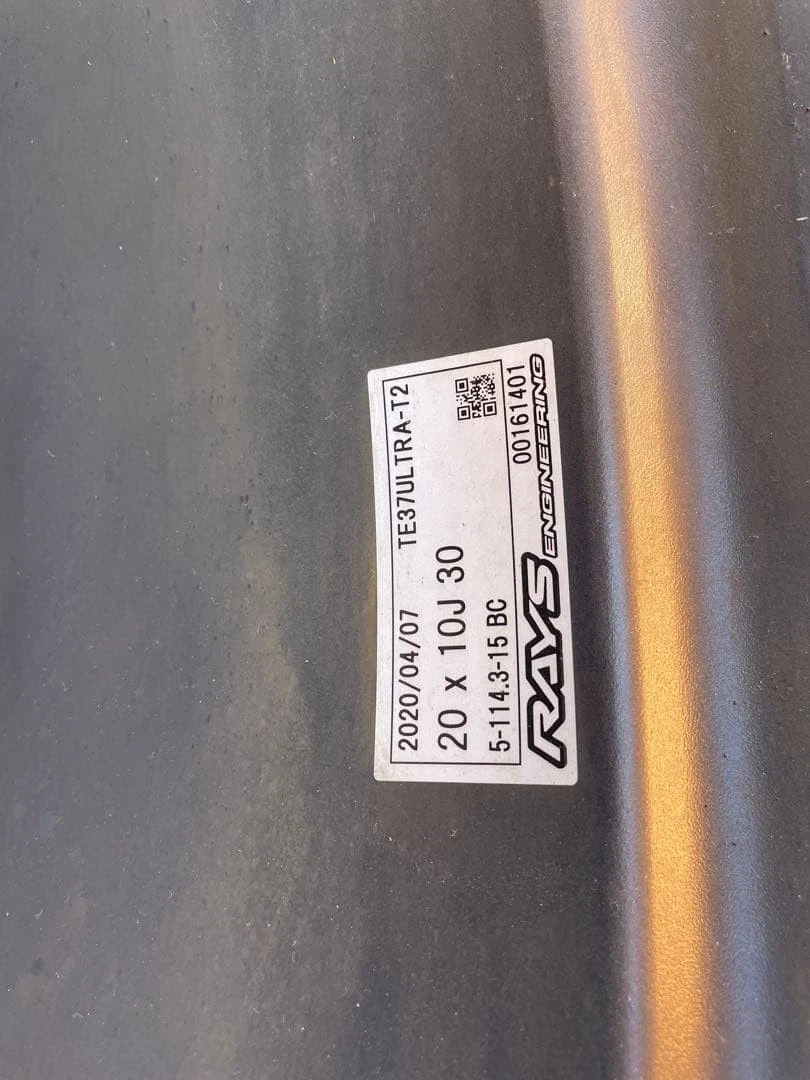 2020/04/07 TE37ULTRA-T2
20 x 10J 30
5-114.3-15 BC
00161401
RAYS ENGINEERING